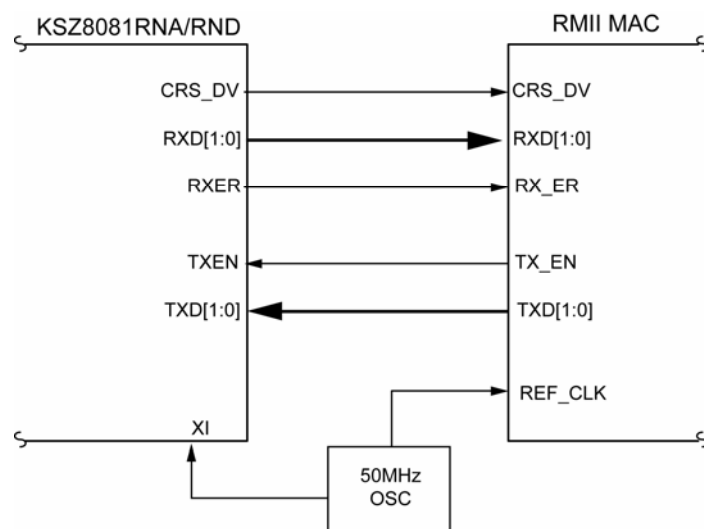 KSZ8081RNA/RND
RMII MAC
CRS_DV
CRS_DV
RXD[1:0]
RXD[1:0]
RXER
RX_ER
TXEN
TX_EN
TXD[1:0]
TXD[1:0]
REF_CLK
XI
50MHz
OSC